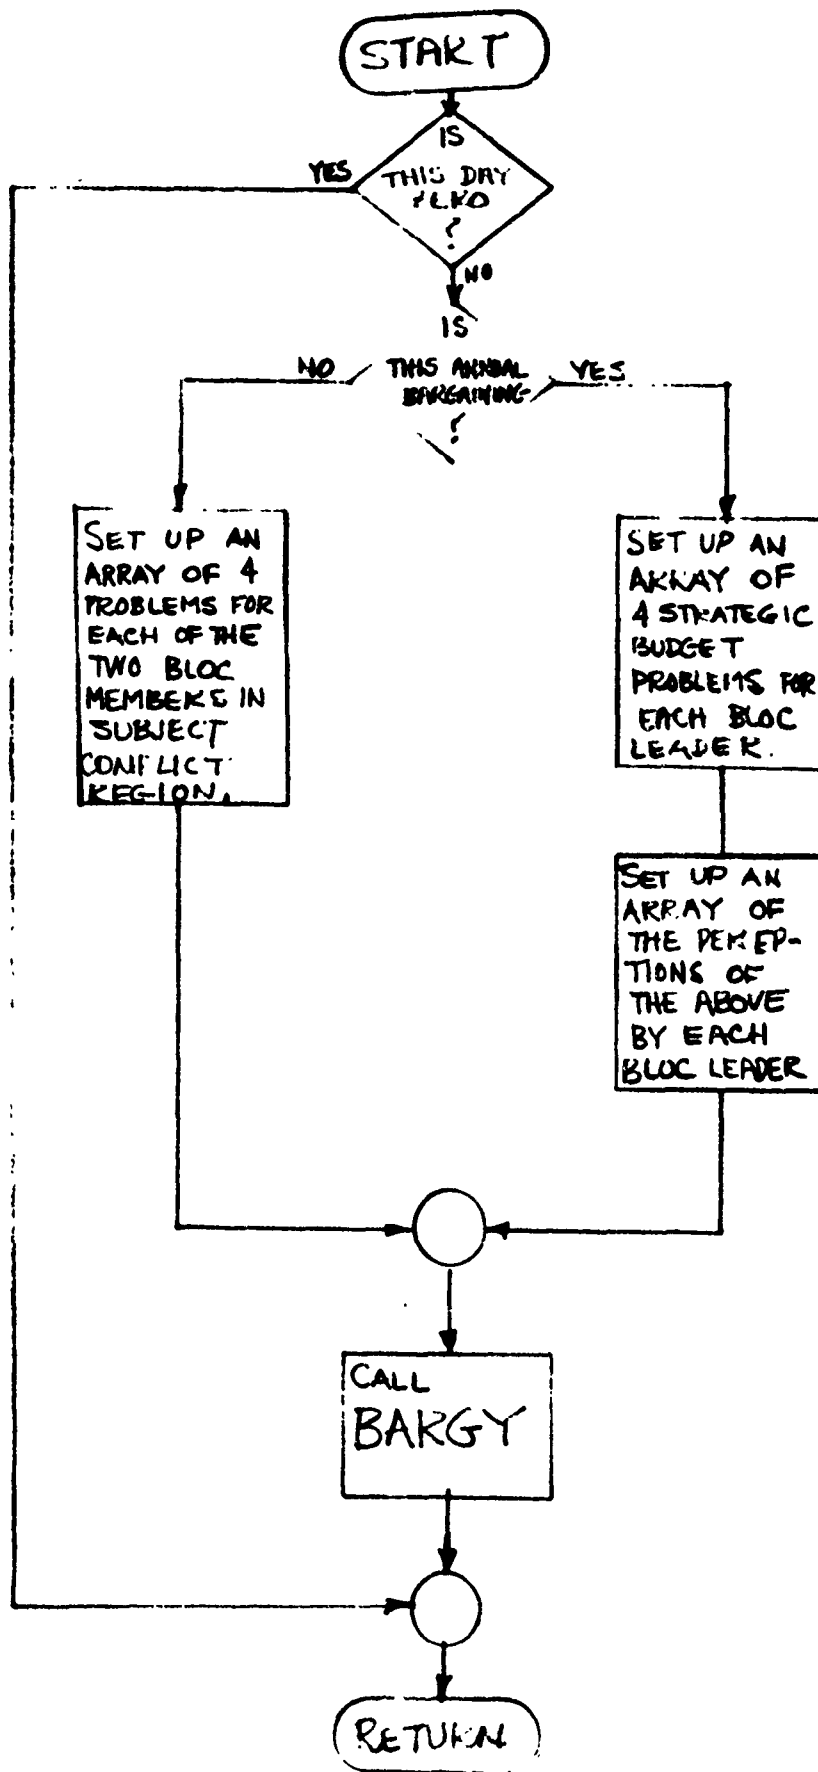 START
IS
THIS DAY
ZERO
?
YES
NO
IS
THIS ANNUAL
BARGAINING
?
NO
YES
SET UP AN
ARRAY OF 4
PROBLEMS FOR
EACH OF THE
TWO BLOC
MEMBERS IN
SUBJECT
CONFLICT
REGION.
SET UP AN
ARRAY OF
4 STRATEGIC
BUDGET
PROBLEMS FOR
EACH BLOC
LEADER.
SET UP AN
ARRAY OF
THE PERCEP-
TIONS OF
THE ABOVE
BY EACH
BLOC LEADER
CALL
BARGY
RETURN